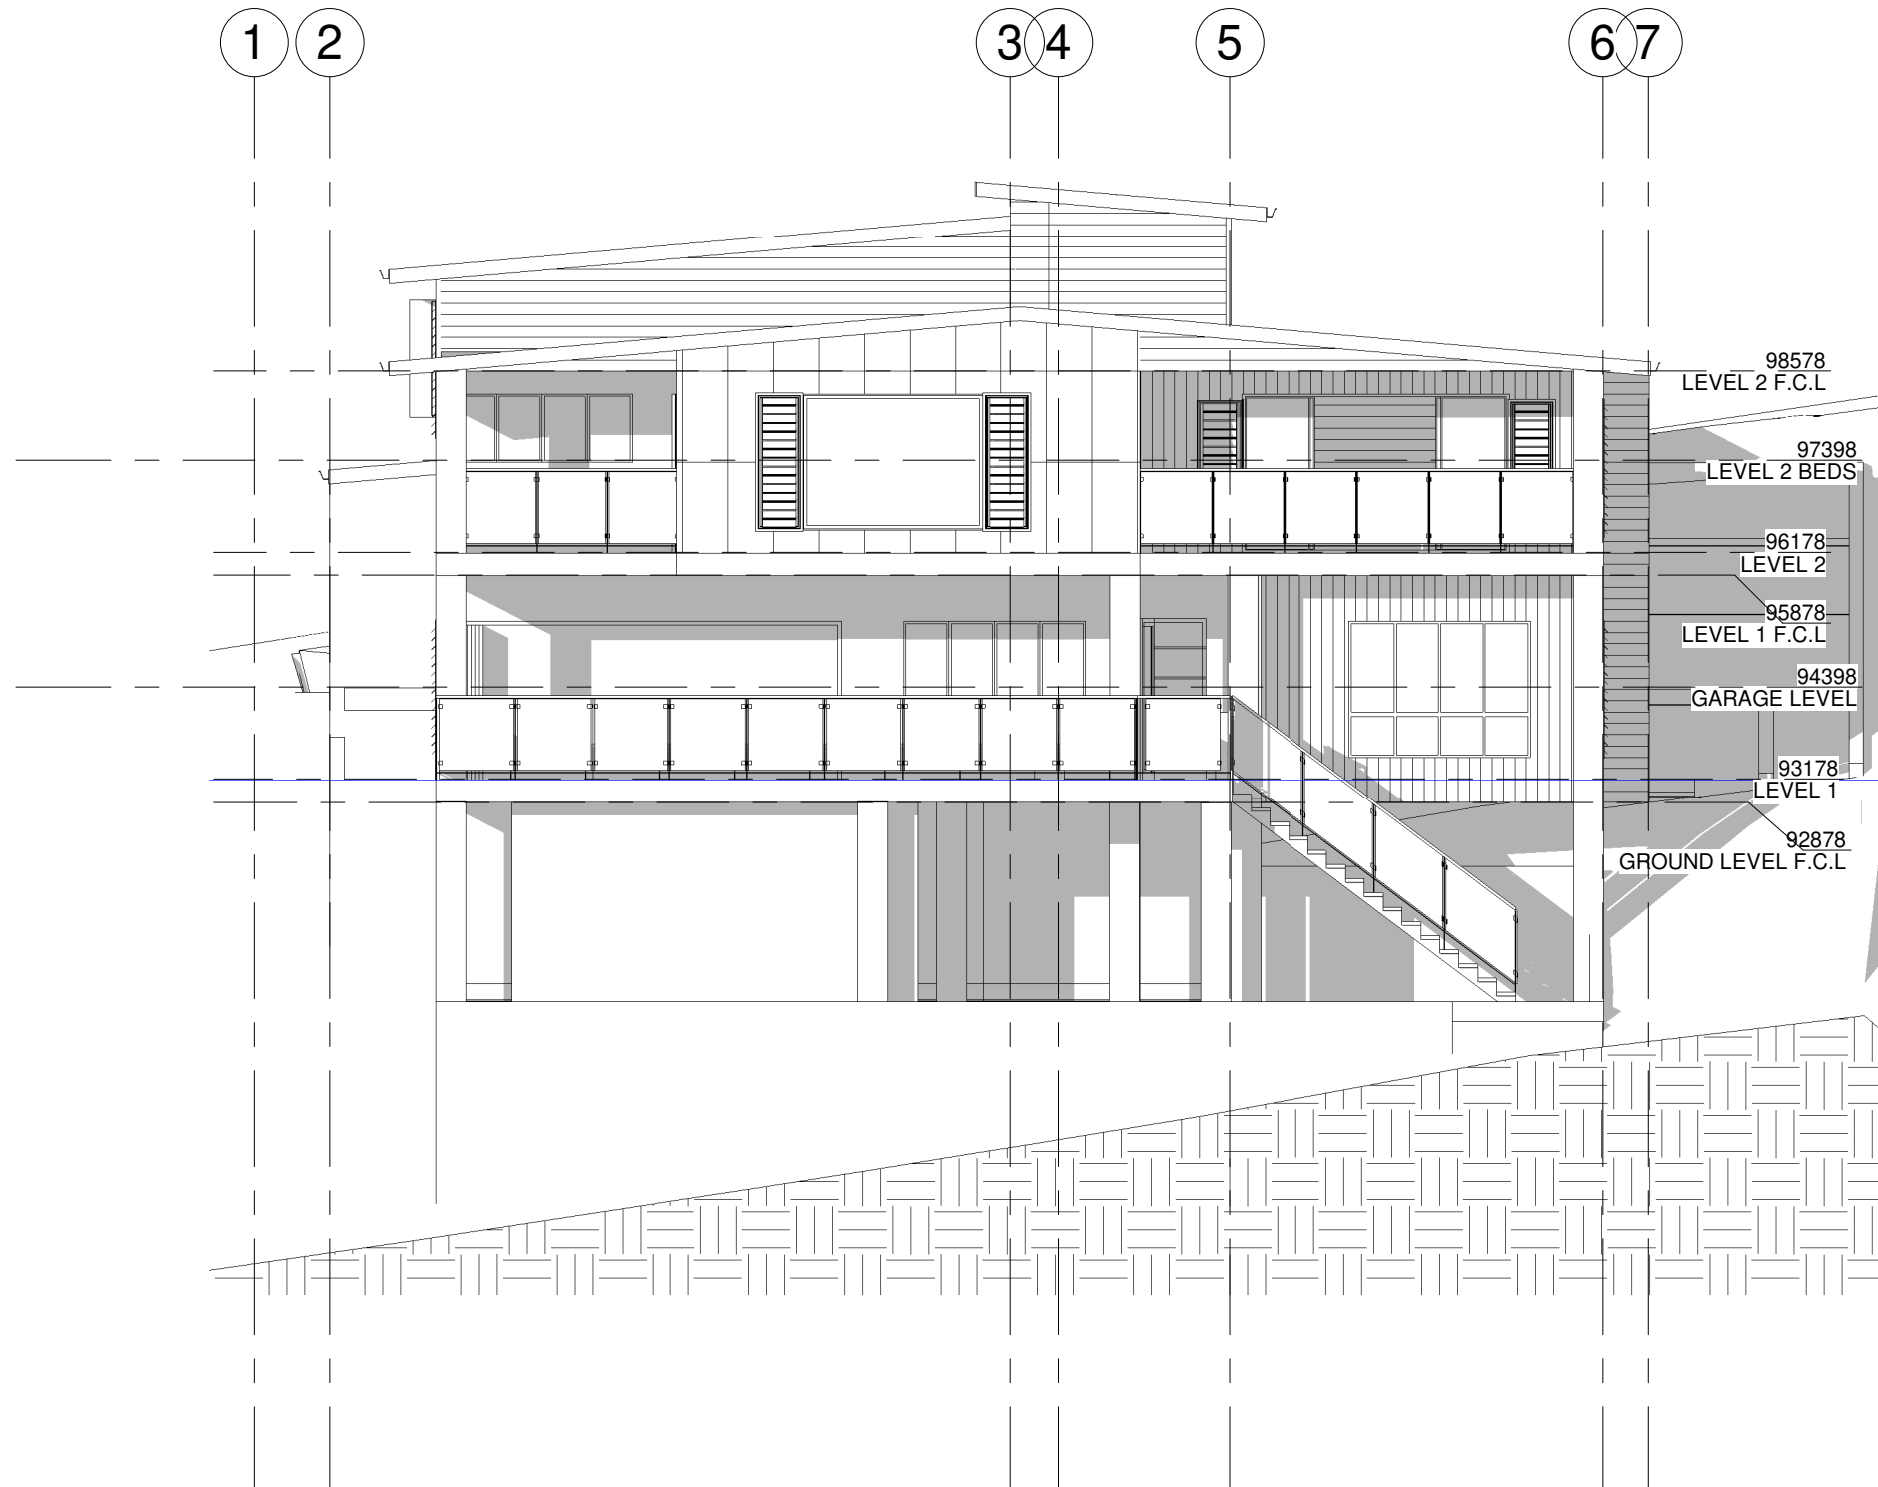 1 2 3 4 5 6 7
98578
LEVEL 2 F.C.L
97398
LEVEL 2 BEDS
96178
LEVEL 2
95878
LEVEL 1 F.C.L
94398
GARAGE LEVEL
93178
LEVEL 1
92878
GROUND LEVEL F.C.L